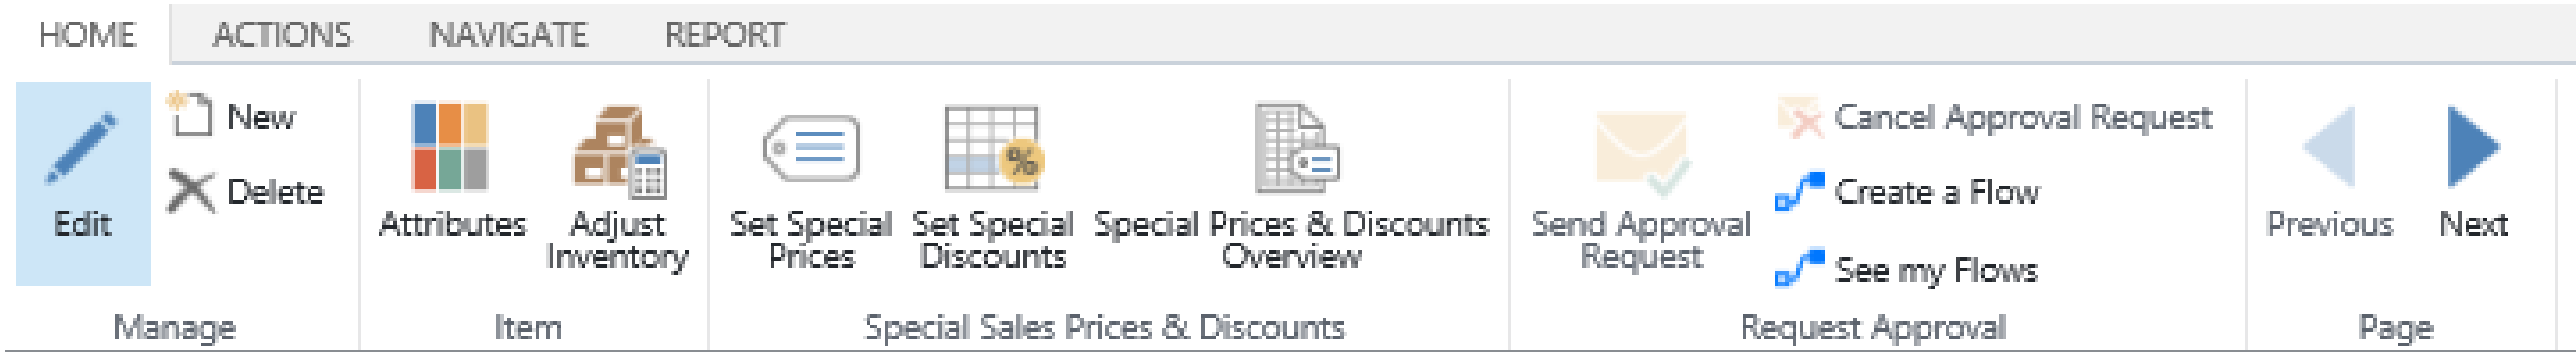 HOME ACTIONS NAVIGATE REPORT
Edit
New
Delete
Manage
Attributes
Adjust
Inventory
Item
Set Special
Prices
Set Special
Discounts
%
Special Prices & Discounts
Overview
Special Sales Prices & Discounts
Send Approval
Request
Cancel Approval Request
Create a Flow
See my Flows
Request Approval
Previous
Next
Page